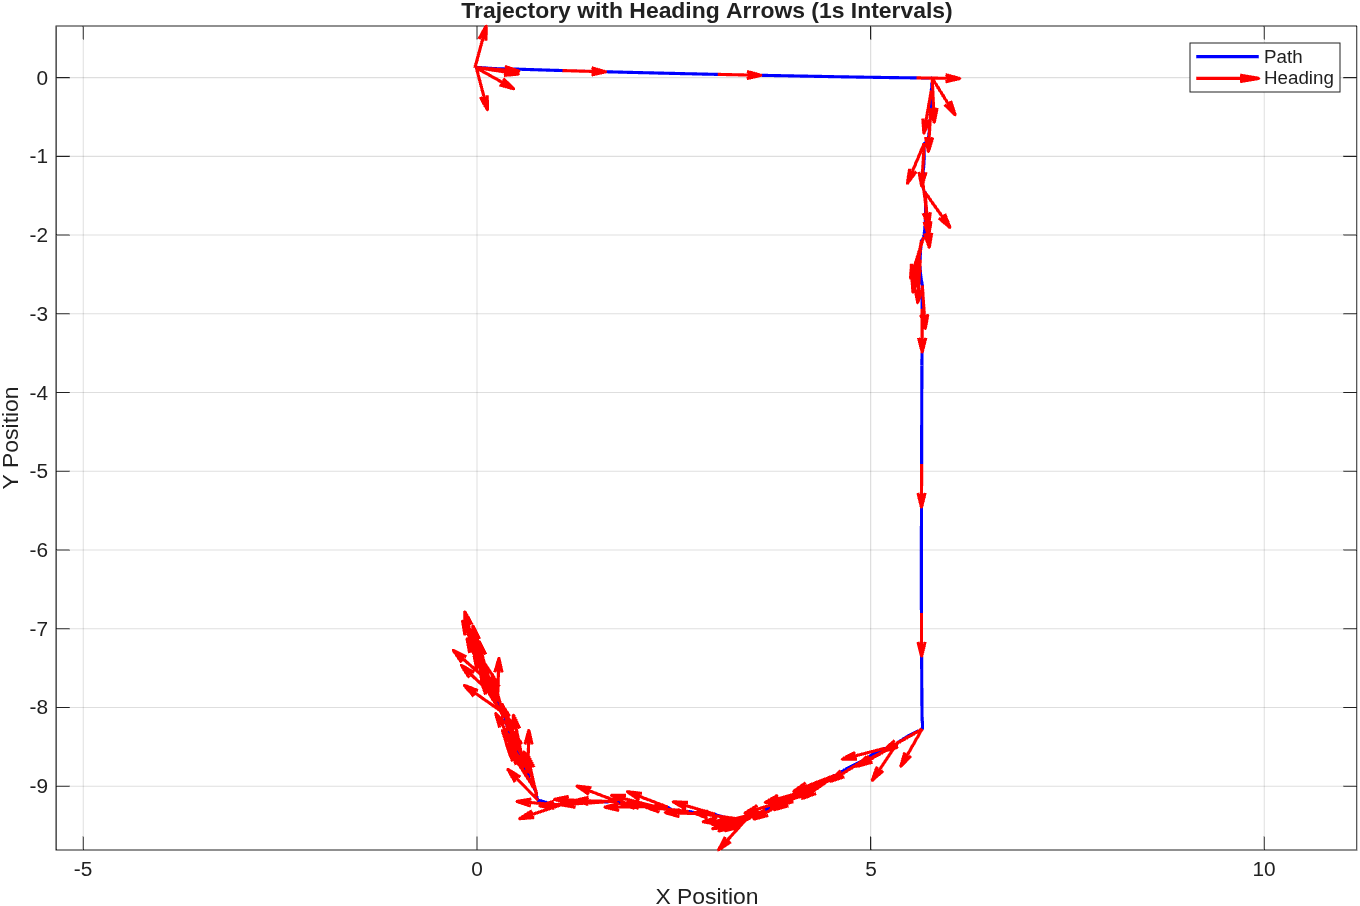 Trajectory with Heading Arrows (1s Intervals)
Path
Heading
0
-1
-2
-3
-4
-5
-6
-7
-8
-9
Y Position
-5
0
5
10
X Position